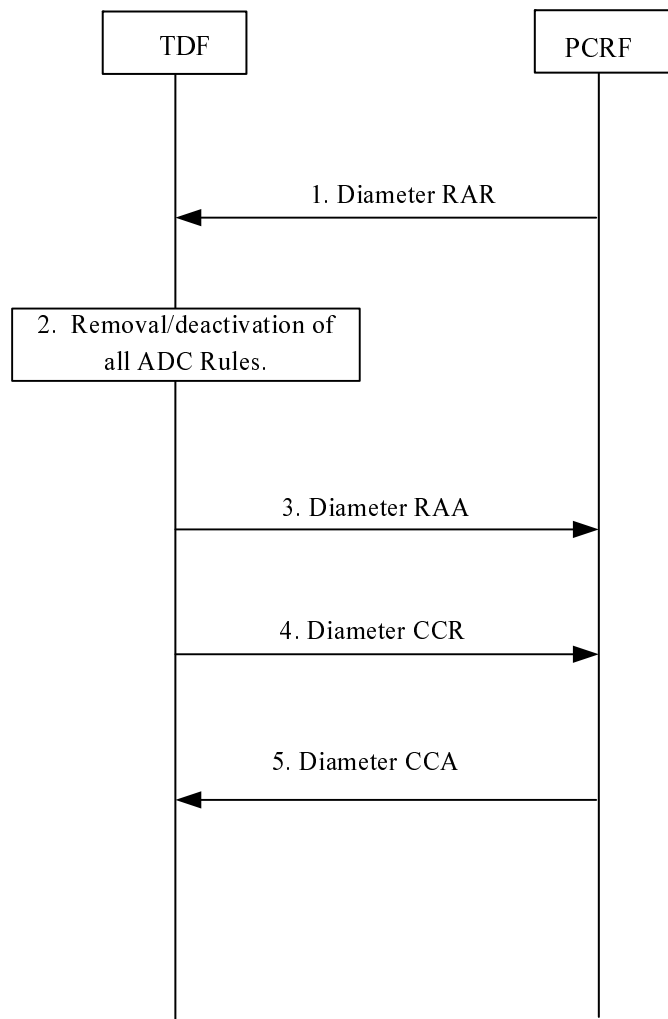 TDF
PCRF
1. Diameter RAR
2. Removal/deactivation of
all ADC Rules.
3. Diameter RAA
4. Diameter CCR
5. Diameter CCA